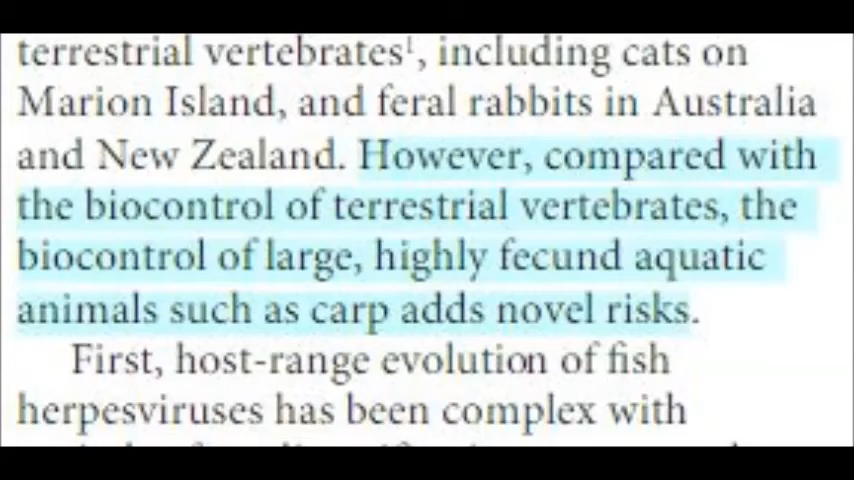 terrestrial vertebrates¹, including cats on
Marion Island, and feral rabbits in Australia
and New Zealand. However, compared with
the biocontrol of terrestrial vertebrates, the
biocontrol of large, highly fecund aquatic
animals such as carp adds novel risks.
First, host-range evolution of fish
herpesviruses has been complex with